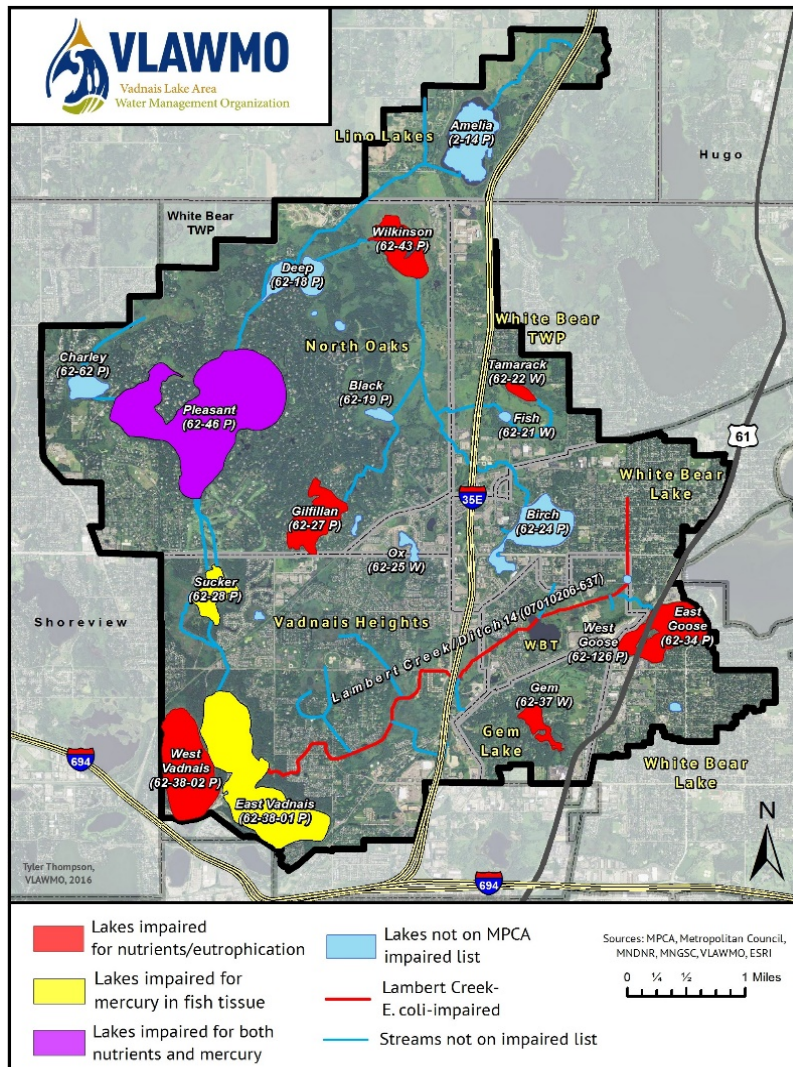 VLAWMO
Vadnais Lake Area
Water Management Organization
Amelia
(2-14 P)
Lino Lakes
Hugo
White Bear
TWP
Wilkinson
(62-43 P)
Deep
(62-18 P)
North Oaks
White Bear
TWP
Charley
(62-62 P)
Tamarack
(62-22 W)
Black
(62-19 P)
Pleasant
(62-46 P)
Fish
(62-21 W)
61
White Bear
Lake
35E
Gilfillan
(62-27 P)
Birch
(62-24 P)
Ox
(62-25 W)
Sucker
(62-28 P)
Shoreview
Vadnais Heights
Lambert Creek/Ditch14 (07010206-637)
WBT
West
Goose
(62-126 P)
East
Goose
(62-34 P)
Gem
(62-37 W)
Gem
Lake
White Bear
Lake
694
West
Vadnais
(62-38-02 P)
East Vadnais
(62-38-01 P)
N
Tyler Thompson,
VLAWMO, 2016
694
Lakes impaired
for nutrients/eutrophication
Lakes impaired for
mercury in fish tissue
Lakes impaired for both
nutrients and mercury
Lakes not on MPCA
impaired list
Lambert Creek-
E. coli-impaired
Streams not on impaired list
Sources: MPCA, Metropolitan Council,
MNDNR, MNGSC, VLAWMO, ESRI
0 ¼ ½ 1 Miles